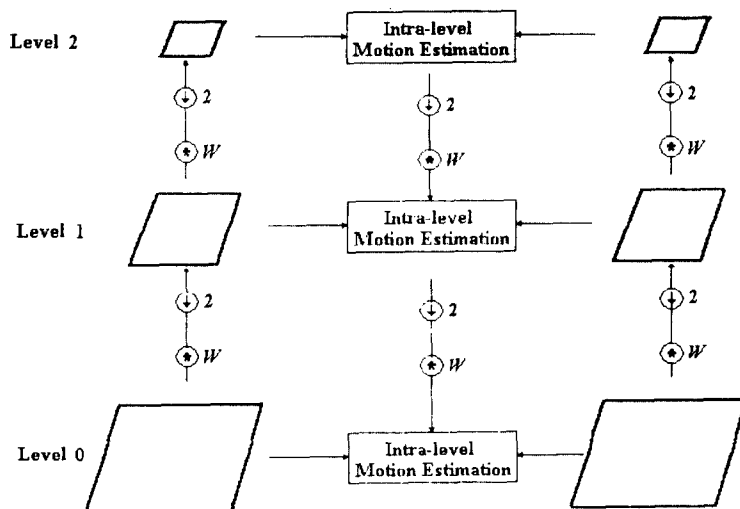 Level 2
Intra-level
Motion Estimation
2
2
2
* W
* W
* W
Level 1
Intra-level
Motion Estimation
2
2
2
* W
* W
* W
Level 0
Intra-level
Motion Estimation